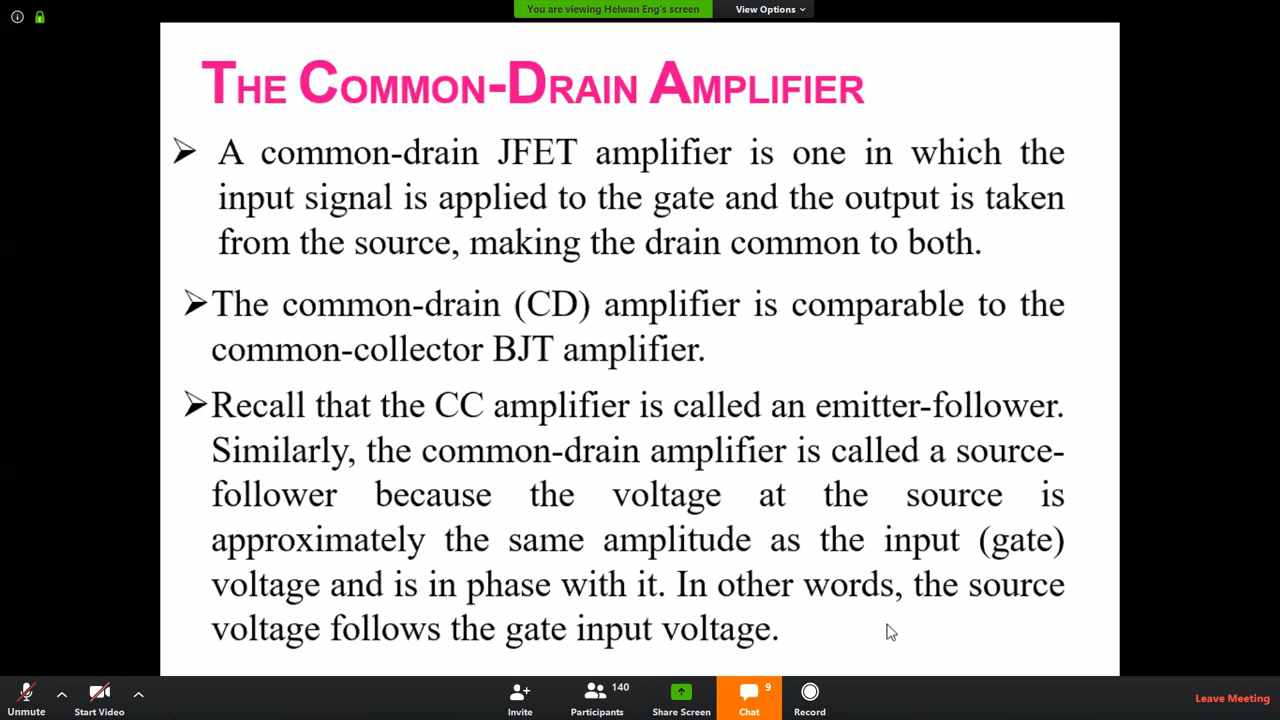 You are viewing Helwan Eng's screen
View Options
THE COMMON-DRAIN AMPLIFIER
A common-drain JFET amplifier is one in which the
input signal is applied to the gate and the output is taken
from the source, making the drain common to both.
The common-drain (CD) amplifier is comparable to the
common-collector BJT amplifier.
Recall that the CC amplifier is called an emitter-follower.
Similarly, the common-drain amplifier is called a source-
follower because the voltage at the source is
approximately the same amplitude as the input (gate)
voltage and is in phase with it. In other words, the source
voltage follows the gate input voltage.
Unmute
Start Video
Invite
140
Participants
Share Screen
9
Chat
Record
Leave Meeting